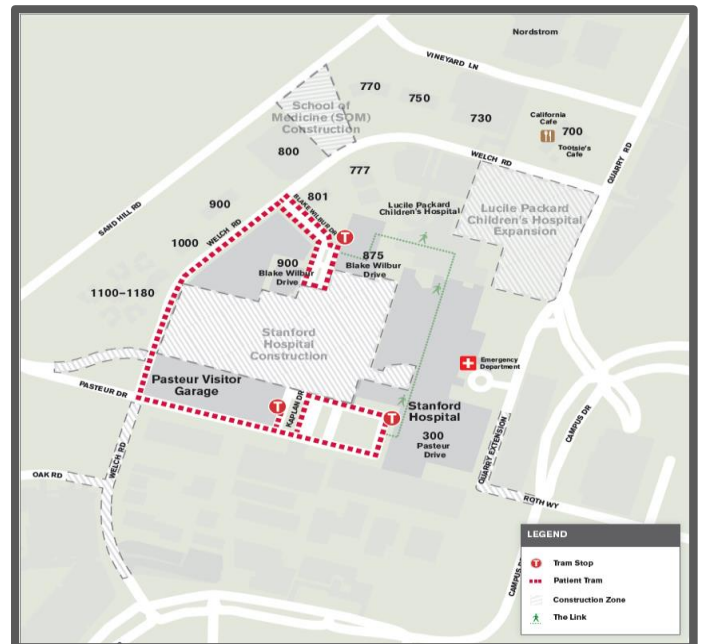 Nordstrom
VINEYARD LN
770
750
School of
Medicine (SOM)
Construction
730
California
Cafe
700
Tootsie's
Cafe
QUARRY RD
800
WELCH RD
777
SAND HILL RD
801
BLAKE WILBUR DR
900
Lucile Packard
Children's Hospital
Lucile Packard
Children's Hospital
Expansion
WELCH RD
T
1000
875
Blake Wilbur
Drive
900
Blake Wilbur
Drive
1100–1180
Stanford
Hospital
Construction
Emergency
Department
PASTEUR DR
Pasteur Visitor
Garage
T
KAPLAN DR
T
Stanford
Hospital
300
Pasteur
Drive
CAMPUS DR
QUARRY EXTENSION
WELCH RD
OAK RD
ROTH WY
CAMPUS DR
LEGEND
T Tram Stop
Patient Tram
Construction Zone
The Link